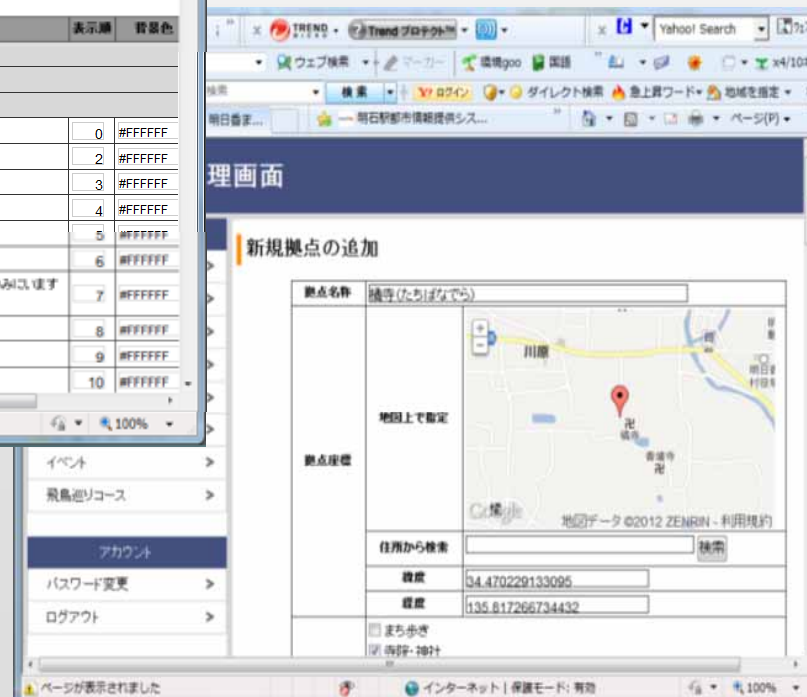 表示順 背景色
0 #FFFFFF
2 #FFFFFF
3 #FFFFFF
4 #FFFFFF
5 #FFFFFF
6 #FFFFFF
7 #FFFFFF
8 #FFFFFF
9 #FFFFFF
10 #FFFFFF
100%
TREND
Trend プロテクト
Yahoo! Search
ウェブ検索 マーカー 環境goo 国語 x4/10
検索 ログイン ダイレクト検索 急上昇ワード 地域を指定
明日香ま... 明石駅都市情報提供シス... ページ(P)
理画面
イベント
飛鳥巡りコース
アカウント
パスワード変更
ログアウト
新規拠点の追加
拠点名称 橘寺(たちばなでら)
拠点座標
地図上で指定
川原
橘寺
地図データ ©2012 ZENRIN - 利用規約
住所から検索 検索
緯度 34.470229133095
経度 135.817266734432
まち歩き
寺院・神社
ページが表示されました インターネット | 保護モード: 有効 100%